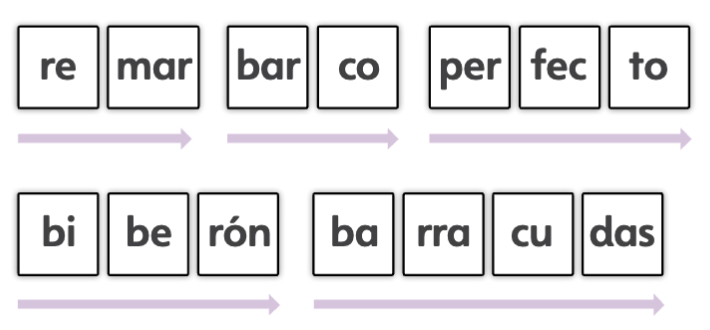 re mar bar co per fec to
bi be rón ba rra cu das